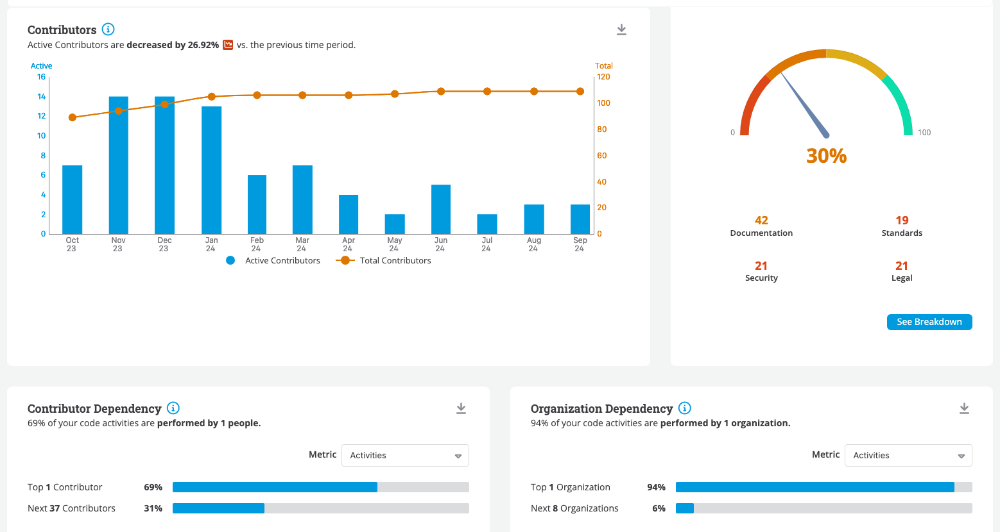 Contributors
Active Contributors are decreased by 26.92% vs. the previous time period.
Active
Total
16
14
12
10
8
6
4
2
0
120
100
80
60
40
20
0
Oct 23
Nov 23
Dec 23
Jan 24
Feb 24
Mar 24
Apr 24
May 24
Jun 24
Jul 24
Aug 24
Sep 24
Active Contributors
Total Contributors
0
100
30%
42
Documentation
19
Standards
21
Security
21
Legal
See Breakdown
Contributor Dependency
69% of your code activities are performed by 1 people.
Metric Activities
Top 1 Contributor 69%
Next 37 Contributors 31%
Organization Dependency
94% of your code activities are performed by 1 organization.
Metric Activities
Top 1 Organization 94%
Next 8 Organizations 6%